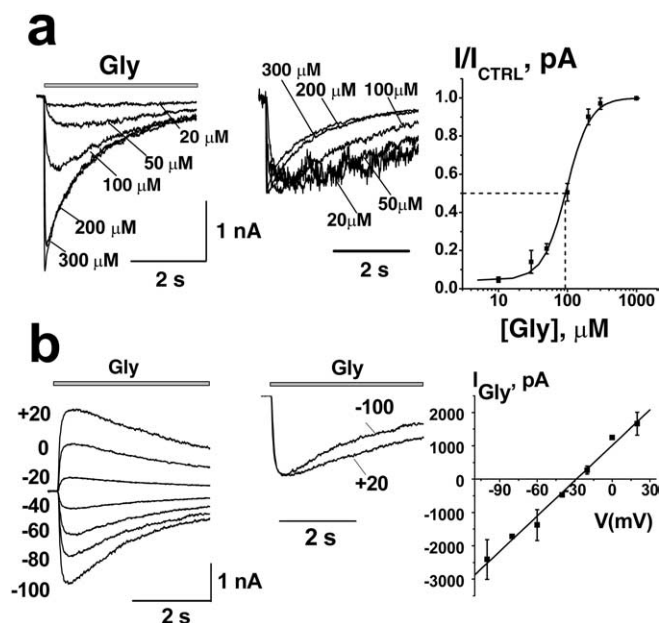 a
Gly
20 μM
50 μM
100 μM
200 μM
300 μM
1 nA
2 s
300 μM
200 μM
100μM
50μM
20μM
2 s
I/I CTRL, pA
1.0
0.8
0.6
0.4
0.2
0.0
10 100 1000
[Gly], μM
b
Gly
+20
0
-20
-40
-60
-80
-100
1 nA
2 s
Gly
-100
+20
2 s
I Gly, pA
2000
1000
0
-1000
-2000
-3000
-90 -60 -30 0 30
V(mV)